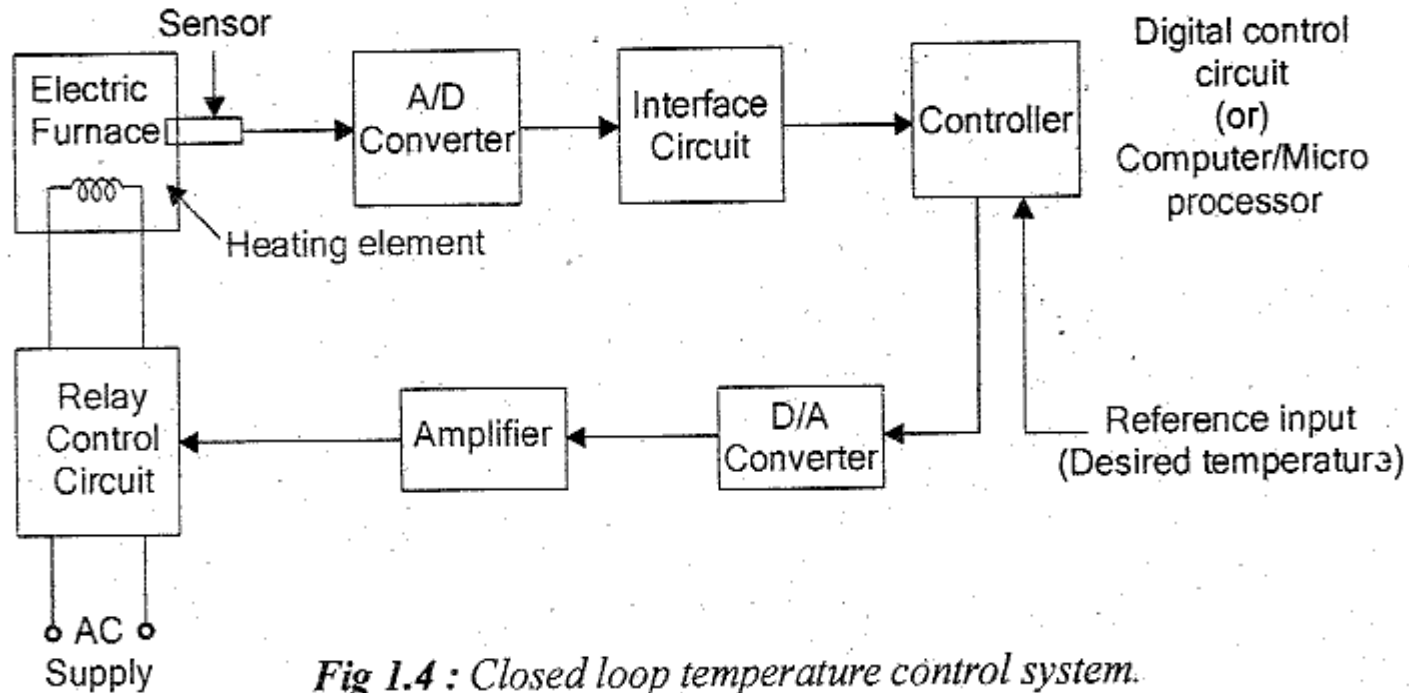 Sensor
Electric
Furnace
A/D
Converter
Interface
Circuit
Controller
Digital control
circuit
(or)
Computer/Micro
processor
Heating element
Relay
Control
Circuit
Amplifier
D/A
Converter
Reference input
(Desired temperature)
AC
Supply
Fig 1.4 : Closed loop temperature control system.